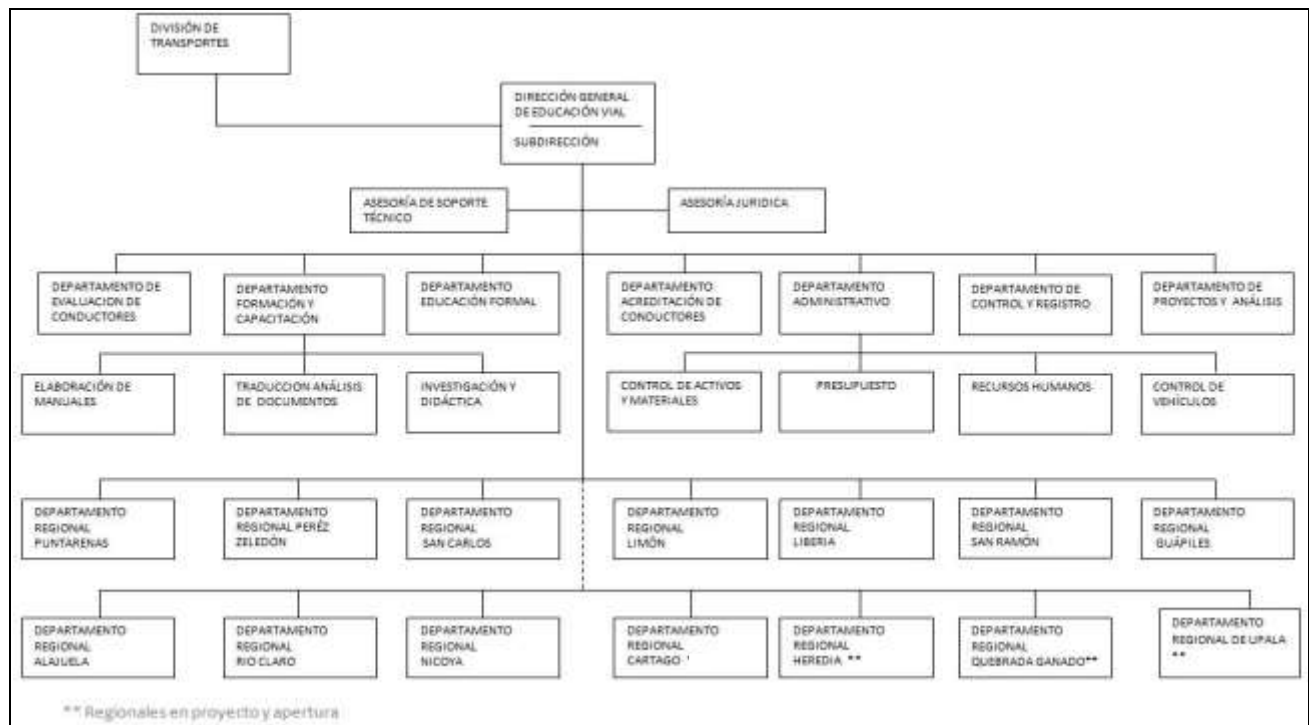 DIVISIÓN DE
TRANSPORTES
DIRECCIÓN GENERAL
DE EDUCACIÓN VIAL
SUBDIRECCIÓN
ASESORÍA DE SOPORTE
TÉCNICO
ASESORÍA JURIDICA
DEPARTAMENTO DE
EVALUACION DE
CONDUCTORES
DEPARTAMENTO
FORMACIÓN Y
CAPACITACIÓN
DEPARTAMENTO
EDUCACIÓN FORMAL
DEPARTAMENTO
ACREDITACIÓN DE
CONDUCTORES
DEPARTAMENTO
ADMINISTRATIVO
DEPARTAMENTO DE
CONTROL Y REGISTRO
DEPARTAMENTO DE
PROYECTOS Y ANÁLISIS
ELABORACIÓN DE
MANUALES
TRADUCCION ANÁLISIS
DE DOCUMENTOS
INVESTIGACIÓN Y
DIDÁCTICA
CONTROL DE ACTIVOS
Y MATERIALES
PRESUPUESTO
RECURSOS HUMANOS
CONTROL DE
VEHÍCULOS
DEPARTAMENTO
REGIONAL
PUNTARENAS
DEPARTAMENTO
REGIONAL PERÉZ
ZELEDÓN
DEPARTAMENTO
REGIONAL
SAN CARLOS
DEPARTAMENTO
REGIONAL
LIMÓN
DEPARTAMENTO
REGIONAL
LIBERIA
DEPARTAMENTO
REGIONAL
SAN RAMÓN
DEPARTAMENTO
REGIONAL
GUÁPILES
DEPARTAMENTO
REGIONAL
ALAJUELA
DEPARTAMENTO
REGIONAL
RIO CLARO
DEPARTAMENTO
REGIONAL
NICOYA
DEPARTAMENTO
REGIONAL
CARTAGO
DEPARTAMENTO
REGIONAL
HEREDIA **
DEPARTAMENTO
REGIONAL
QUEBRADA GANADO**
DEPARTAMENTO
REGIONAL DE UPALA
**
** Regionales en proyecto y apertura